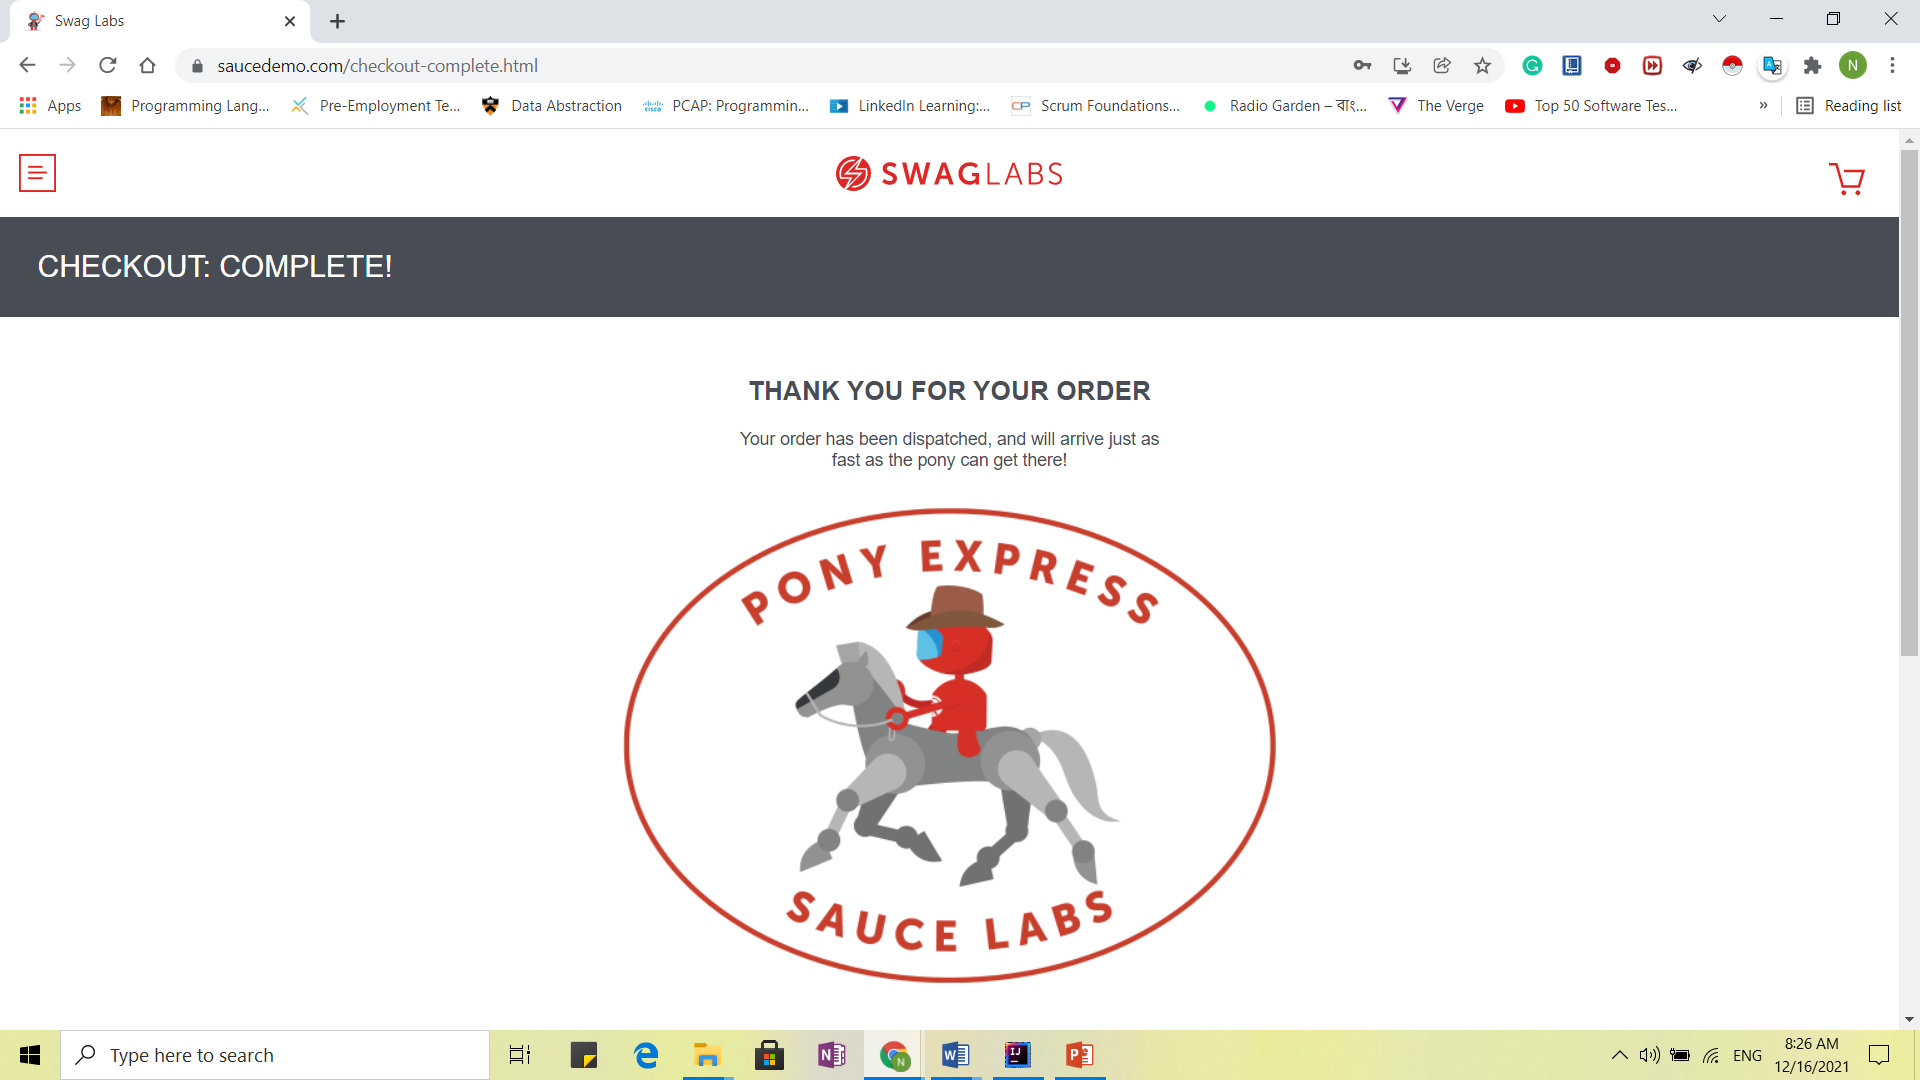 Swag Labs
saucedemo.com/checkout-complete.html
N
Apps
Programming Lang...
Pre-Employment Te...
Data Abstraction
PCAP: Programmin...
LinkedIn Learning:...
CP
Scrum Foundations...
Radio Garden – বাং...
The Verge
Top 50 Software Tes...
»
Reading list
SWAGLABS
CHECKOUT: COMPLETE!
THANK YOU FOR YOUR ORDER
Your order has been dispatched, and will arrive just as
fast as the pony can get there!
PONY EXPRESS
SAUCE LABS
Type here to search
ENG
8:26 AM
12/16/2021